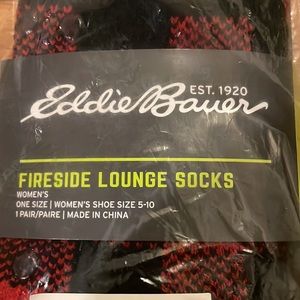 EST. 1920
Eddie Bauer
FIRESIDE LOUNGE SOCKS
WOMEN'S
ONE SIZE | WOMEN'S SHOE SIZE 5-10
1 PAIR/PAIRE | MADE IN CHINA